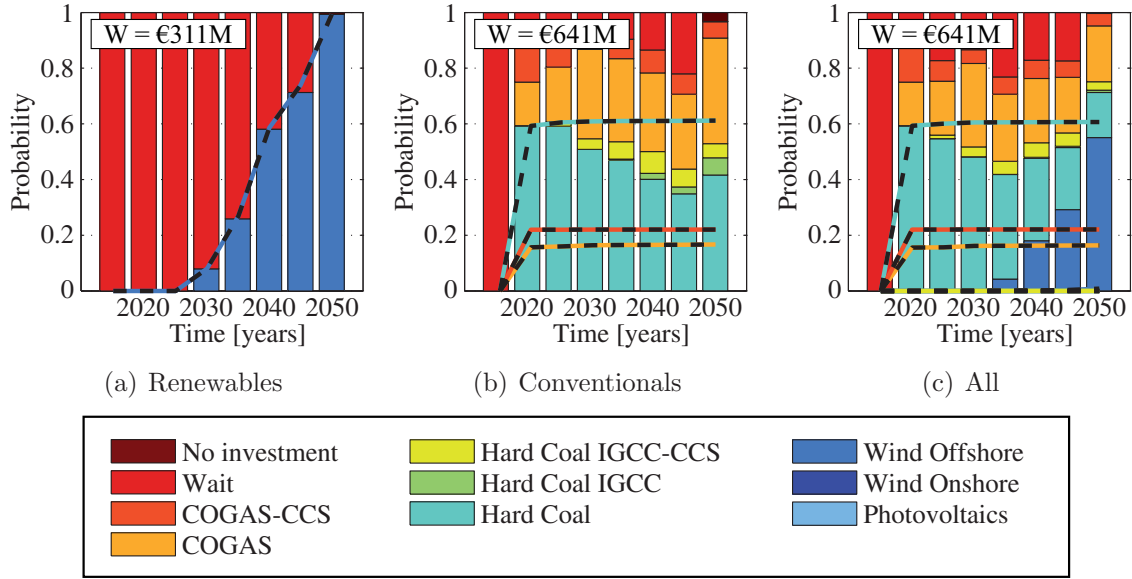 W = €311M
W = €641M
W = €641M
1
0.8
0.6
0.4
0.2
0
Probability
2020 2030 2040 2050
Time [years]
1
0.8
0.6
0.4
0.2
0
Probability
2020 2030 2040 2050
Time [years]
1
0.8
0.6
0.4
0.2
0
Probability
2020 2030 2040 2050
Time [years]
(a) Renewables
(b) Conventionals
(c) All
No investment
Wait
COGAS-CCS
COGAS
Hard Coal IGCC-CCS
Hard Coal IGCC
Hard Coal
Wind Offshore
Wind Onshore
Photovoltaics